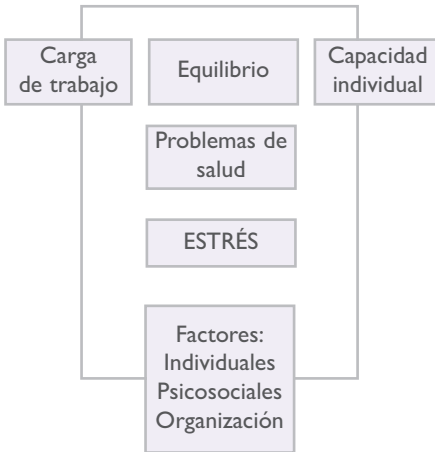 Carga
de trabajo
Equilibrio
Capacidad
individual
Problemas de
salud
ESTRÉS
Factores:
Individuales
Psicosociales
Organización